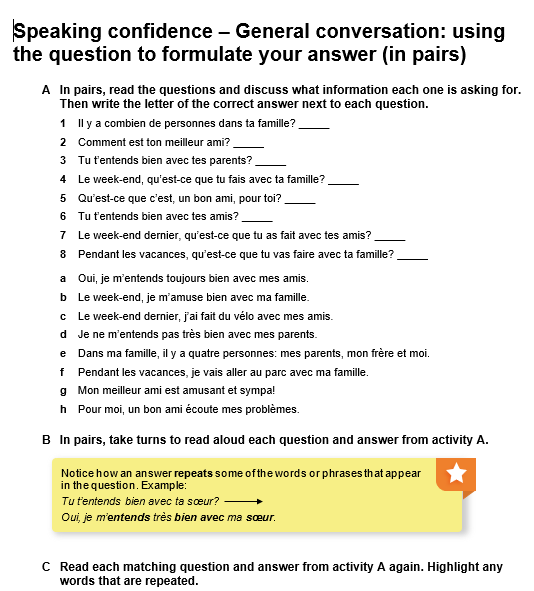 Speaking confidence – General conversation: using
the question to formulate your answer (in pairs)
A In pairs, read the questions and discuss what information each one is asking for.
Then write the letter of the correct answer next to each question.
1 Il y a combien de personnes dans ta famille? _____
2 Comment est ton meilleur ami? _____
3 Tu t'entends bien avec tes parents? _____
4 Le week-end, qu'est-ce que tu fais avec ta famille? _____
5 Qu'est-ce que c'est, un bon ami, pour toi? _____
6 Tu t'entends bien avec tes amis? _____
7 Le week-end dernier, qu'est-ce que tu as fait avec tes amis? _____
8 Pendant les vacances, qu'est-ce que tu vas faire avec ta famille? _____
a Oui, je m'entends toujours bien avec mes amis.
b Le week-end, je m'amuse bien avec ma famille.
c Le week-end dernier, j'ai fait du vélo avec mes amis.
d Je ne m'entends pas très bien avec mes parents.
e Dans ma famille, il y a quatre personnes: mes parents, mon frère et moi.
f Pendant les vacances, je vais aller au parc avec ma famille.
g Mon meilleur ami est amusant et sympa!
h Pour moi, un bon ami écoute mes problèmes.
B In pairs, take turns to read aloud each question and answer from activity A.
Notice how an answer repeats some of the words or phrases that appear
in the question. Example:
Tu t'entends bien avec ta sœur?
Oui, je m'entends très bien avec ma sœur.
C Read each matching question and answer from activity A again. Highlight any
words that are repeated.